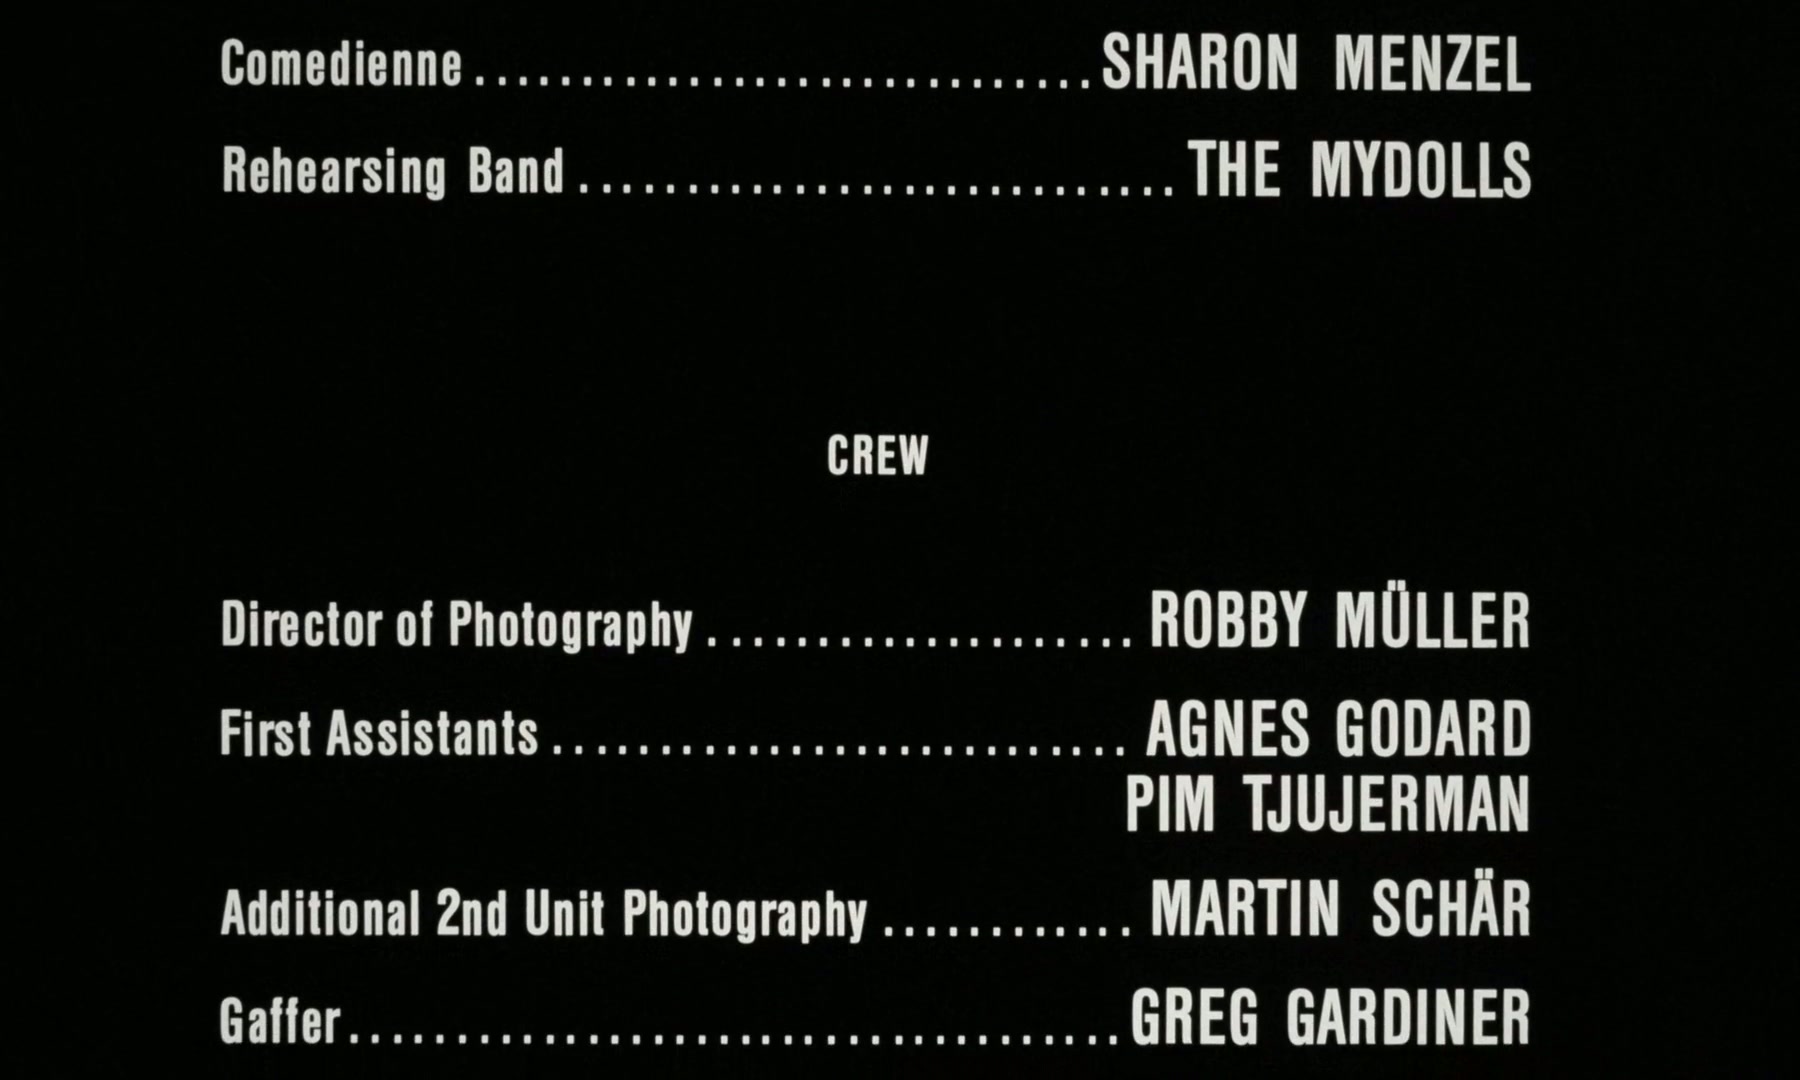 Comedienne..............................SHARON MENZEL
Rehearsing Band............................THE MYDOLLS
CREW
Director of Photography....................ROBBY MÜLLER
First Assistants...........................AGNES GODARD
PIM TJUJERMAN
Additional 2nd Unit Photography............MARTIN SCHÄR
Gaffer....................................GREG GARDINER